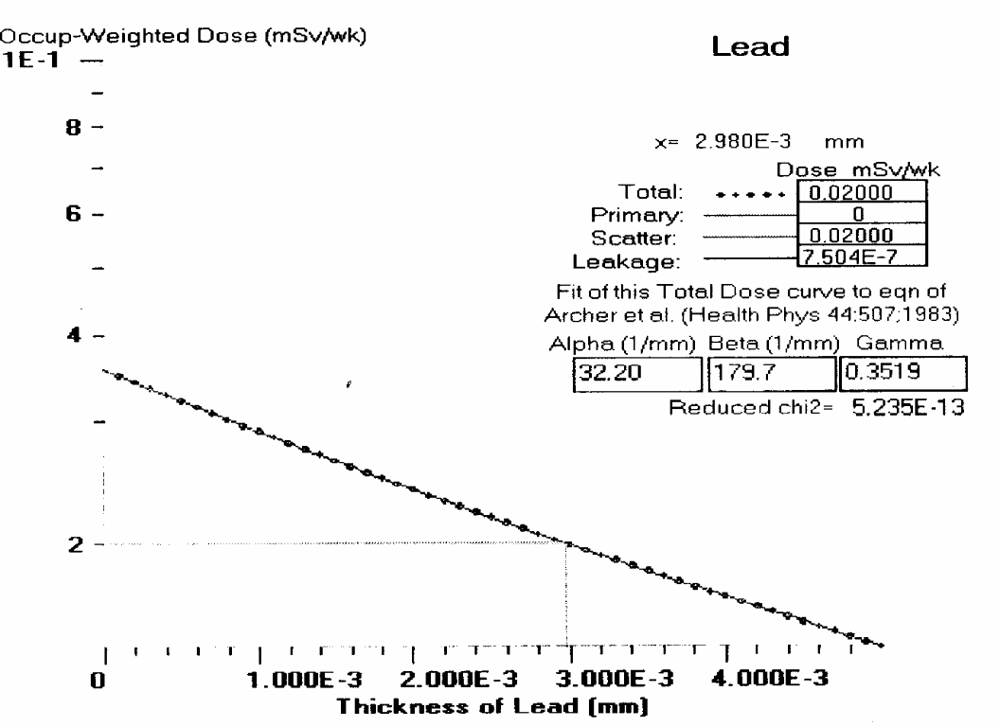 Occup-Weighted Dose (mSv/wk)
Lead
1E-1
8
6
4
2
x= 2.980E-3 mm
Dose mSv/wk
Total: 0.02000
Primary: 0
Scatter: 0.02000
Leakage: 7.504E-7
Fit of this Total Dose curve to eqn of
Archer et al. (Health Phys 44:507;1983)
Alpha (1/mm) Beta (1/mm) Gamma
32.20 179.7 0.3519
Reduced chi2= 5.235E-13
0 1.000E-3 2.000E-3 3.000E-3 4.000E-3
Thickness of Lead (mm)